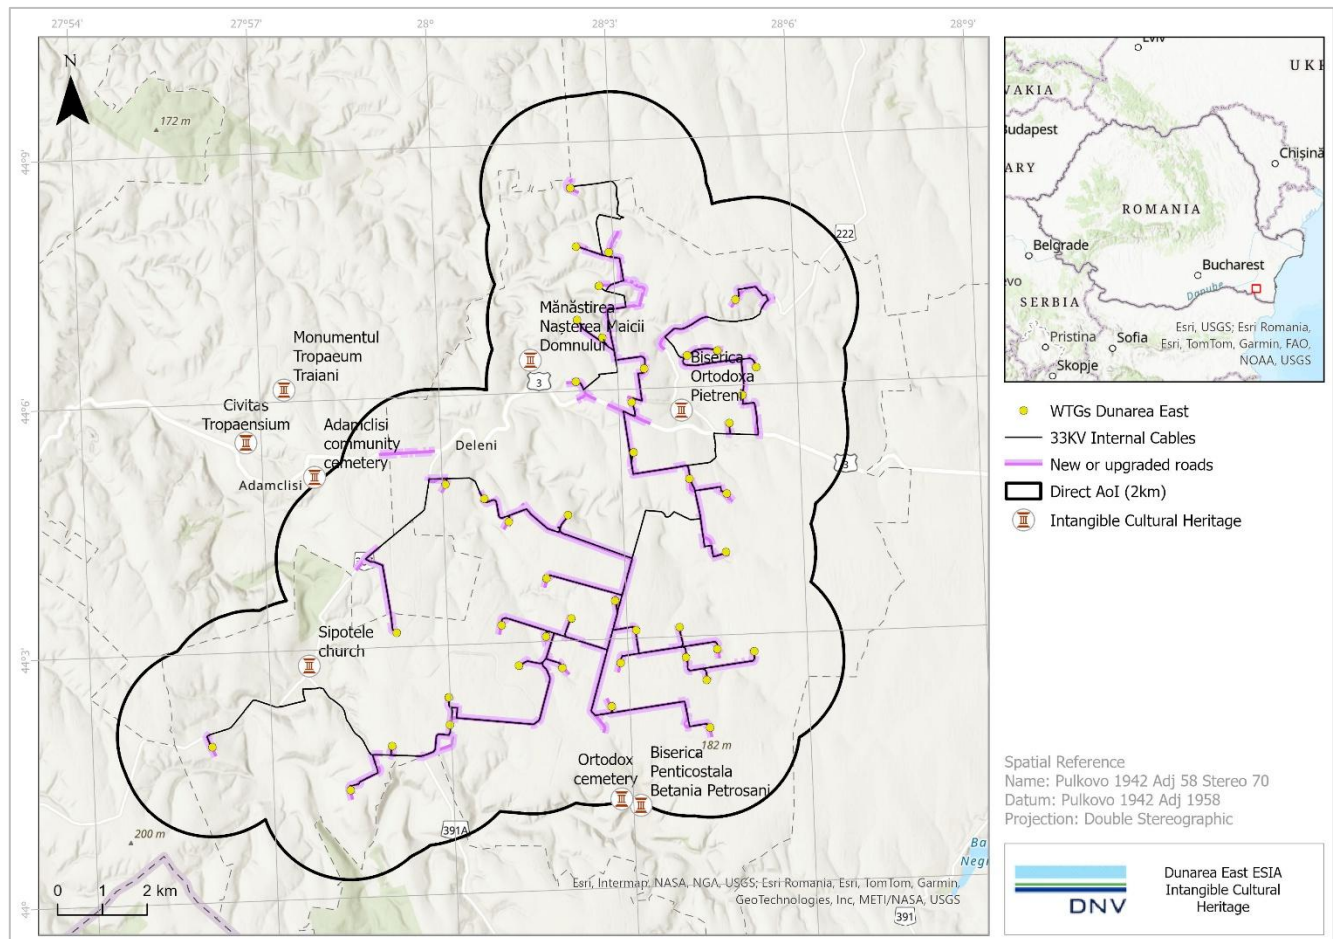 27°54'
27°57'
28°
28°3'
28°6'
28°9'
N
172 m
44°9'
222
Mănăstirea
Nașterea Maicii
Domnului
Monumentul
Tropaeum
Traiani
Biserica
Ortodoxa
Pietreni
3
44°6'
Civitas
Tropaensium
Adamclisi
community
cemetery
Deleni
3
Adamclisi
Sipotele
church
44°3'
182 m
Ortodox
cemetery
Biserica
Penticostala
Betania Petrosani
200 m
391A
Ba
Negr
0 1 2 km
44°
Esri, Intermap, NASA, NGA, USGS; Esri Romania, Esri, TomTom, Garmin,
GeoTechnologies, Inc, METI/NASA, USGS
391
Lviv
UKR
VAKIA
Budapest
Chișină
ARY
ROMANIA
Belgrade
Bucharest
evo
Danube
SERBIA
Pristina
Sofia
Skopje
Esri, USGS; Esri Romania,
Esri, TomTom, Garmin, FAO,
NOAA, USGS
WTGs Dunarea East
33KV Internal Cables
New or upgraded roads
Direct AoI (2km)
Intangible Cultural Heritage
Spatial Reference
Name: Pulkovo 1942 Adj 58 Stereo 70
Datum: Pulkovo 1942 Adj 1958
Projection: Double Stereographic
DNV
Dunarea East ESIA
Intangible Cultural
Heritage